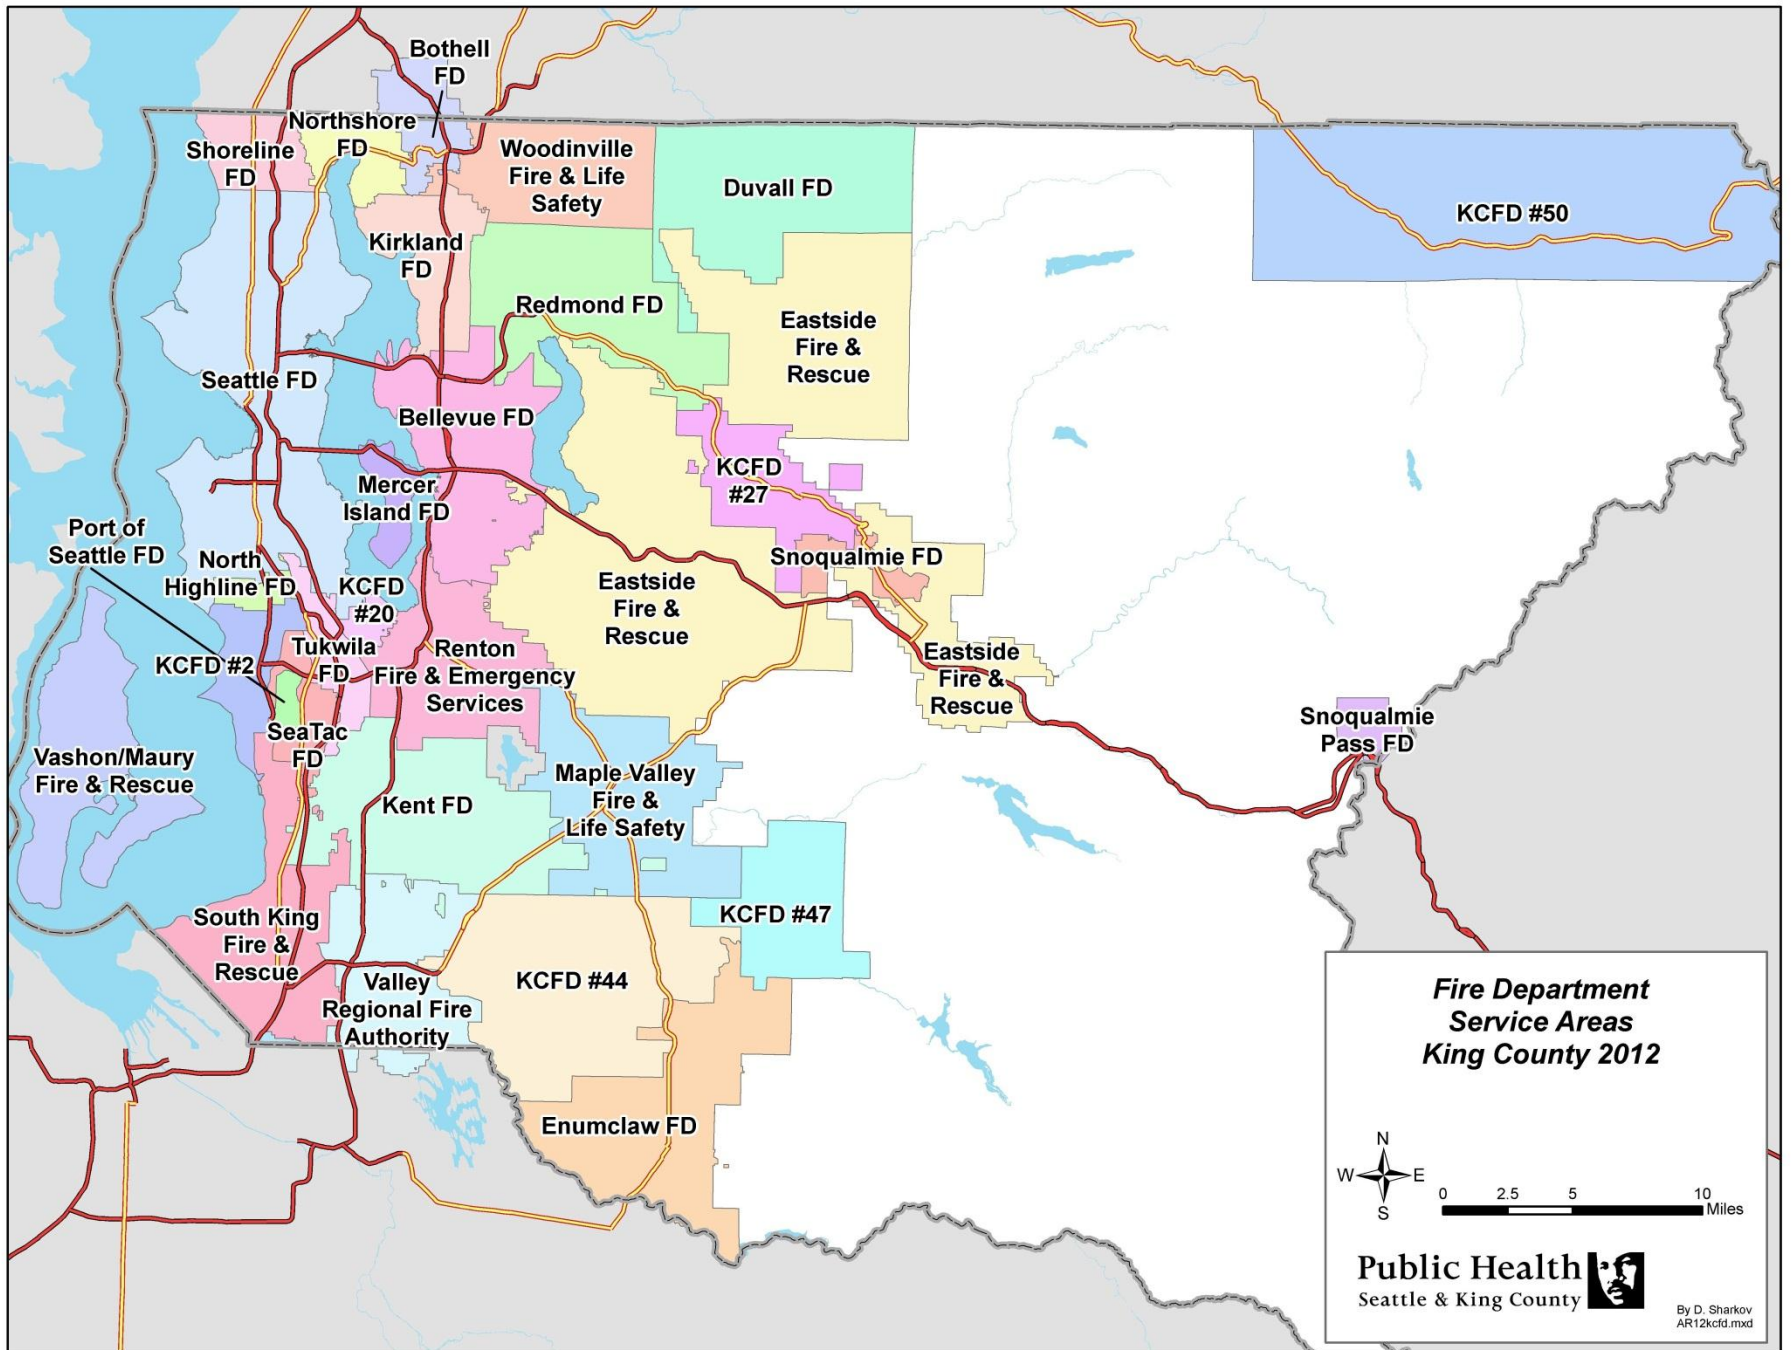 Bothell
FD
Northshore
FD
Shoreline
FD
Woodinville
Fire & Life
Safety
Duvall FD
KCFD #50
Kirkland
FD
Redmond FD
Eastside
Fire &
Rescue
Seattle FD
Bellevue FD
KCFD
#27
Mercer
Island FD
Port of
Seattle FD
North
Highline FD
KCFD
#20
Snoqualmie FD
Eastside
Fire &
Rescue
KCFD #2
Tukwila
FD
Renton
Fire & Emergency
Services
Eastside
Fire &
Rescue
Snoqualmie
Pass FD
SeaTac
FD
Vashon/Maury
Fire & Rescue
Kent FD
Maple Valley
Fire &
Life Safety
KCFD #47
South King
Fire &
Rescue
Valley
Regional Fire
Authority
KCFD #44
Enumclaw FD
Fire Department
Service Areas
King County 2012
N
W E
S
0 2.5 5 10
Miles
Public Health
Seattle & King County
By D. Sharkov
AR12kcfd.mxd